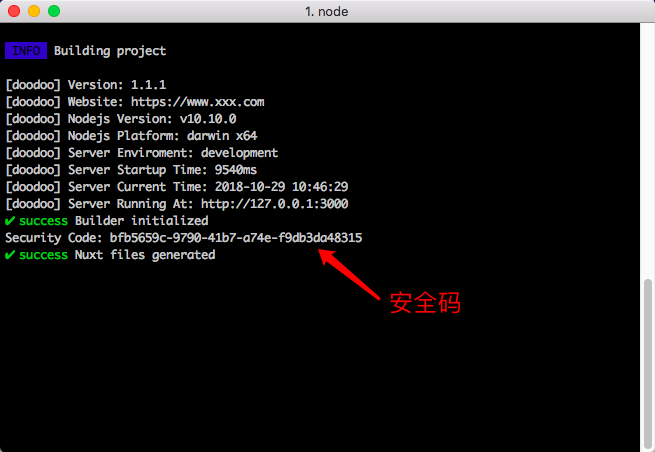 1. node
INFO Building project
[doodoo] Version: 1.1.1
[doodoo] Website: https://www.xxx.com
[doodoo] Nodejs Version: v10.10.0
[doodoo] Nodejs Platform: darwin x64
[doodoo] Server Enviroment: development
[doodoo] Server Startup Time: 9540ms
[doodoo] Server Current Time: 2018-10-29 10:46:29
[doodoo] Server Running At: http://127.0.0.1:3000
✔ success Builder initialized
Security Code: bfb5659c-9790-41b7-a74e-f9db3da48315
✔ success Nuxt files generated
安全码